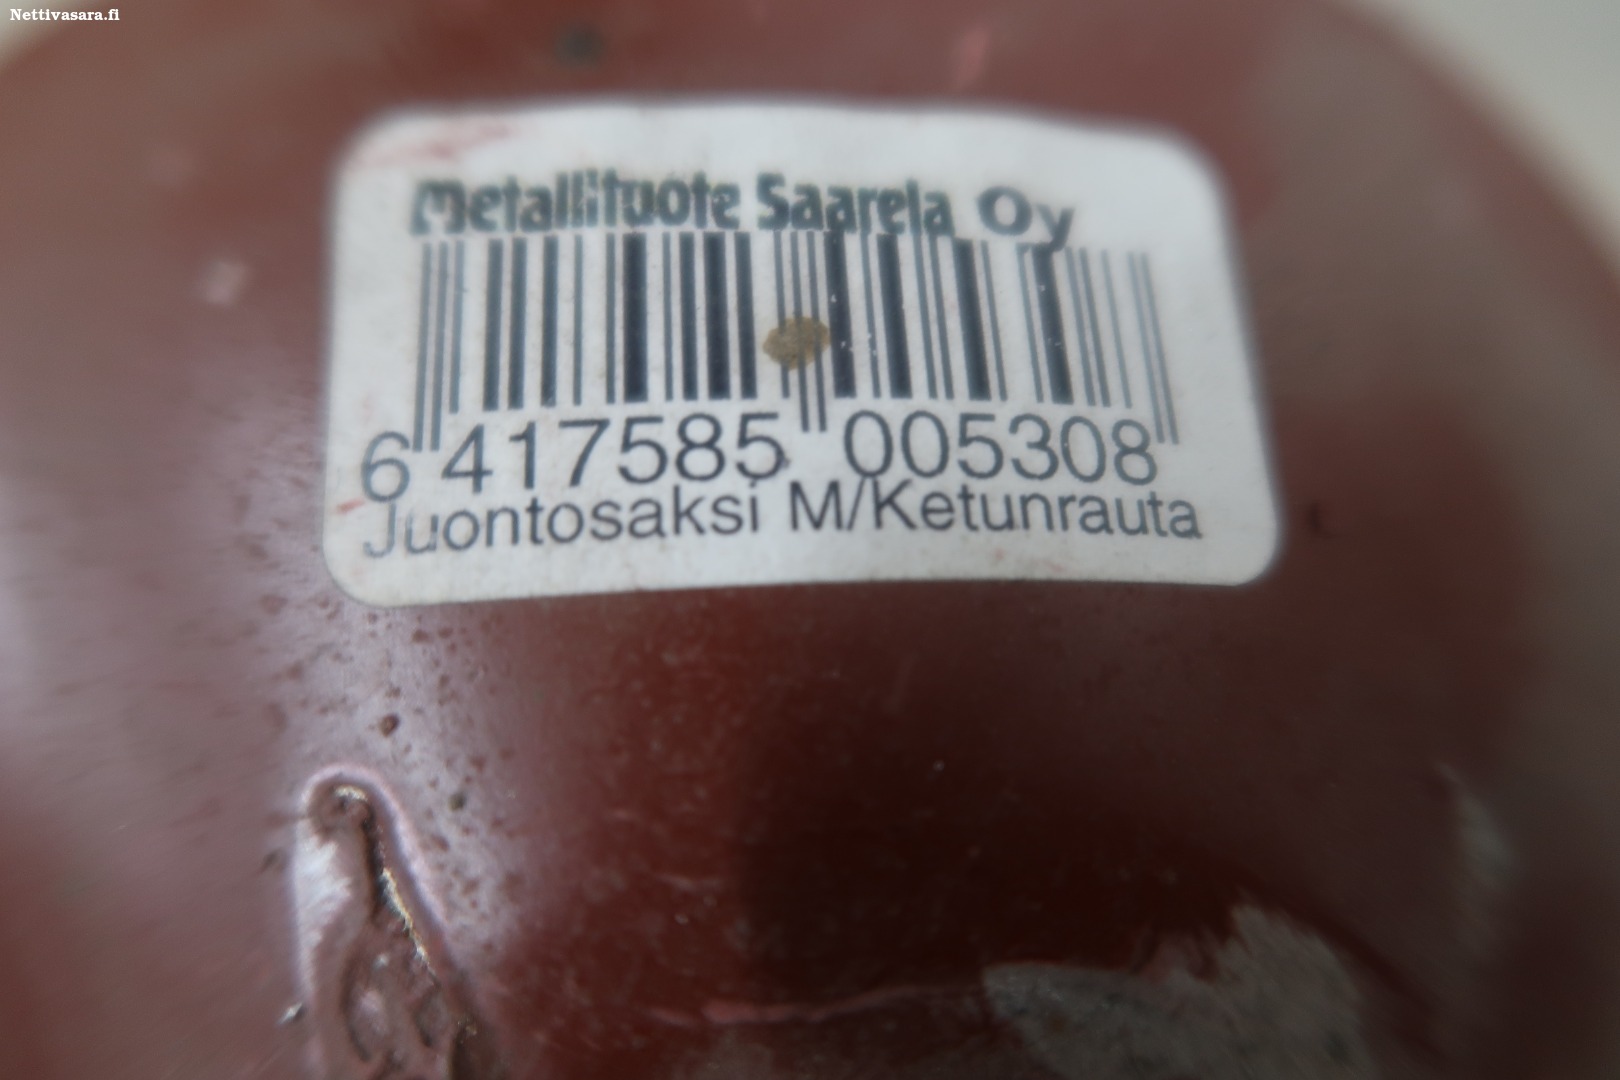 Nettivasara.fi
Metallituote Saarela Oy
6 417585 005308
Juontosaksi M/Ketunrauta